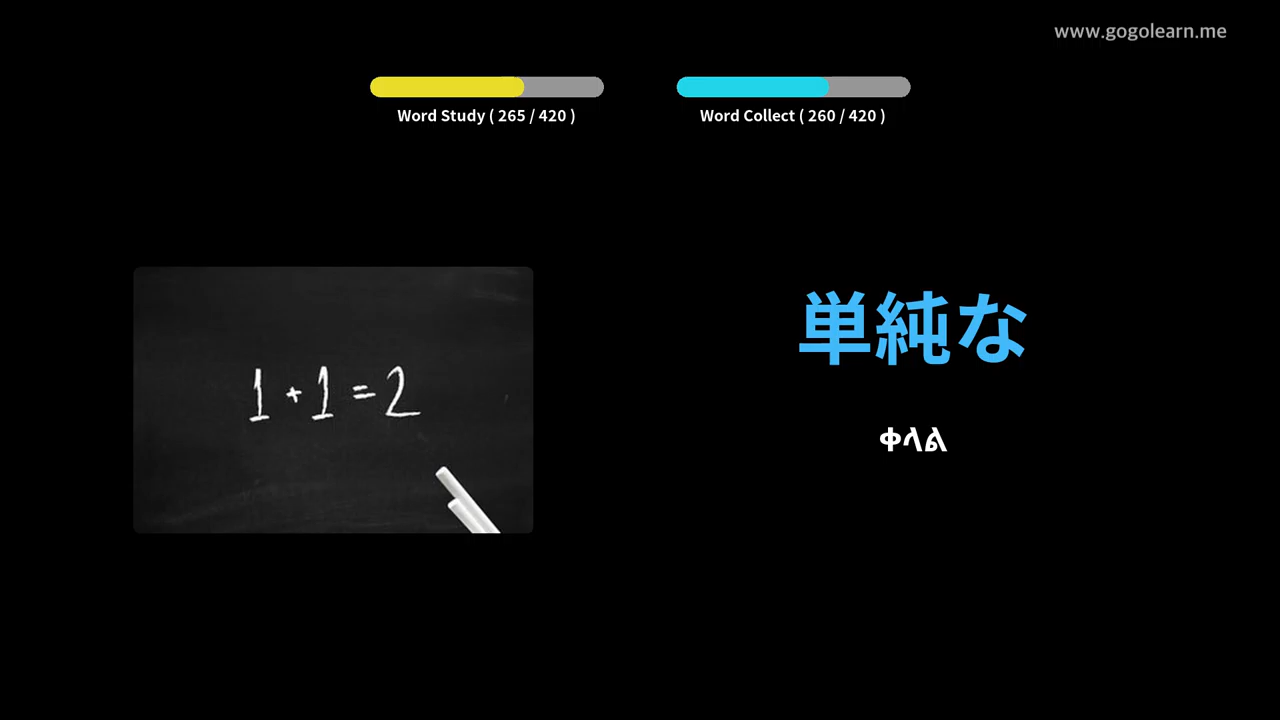 www.gogolearn.me
Word Study ( 265 / 420 )
Word Collect ( 260 / 420 )
1 + 1 = 2
単純な
ቀላል